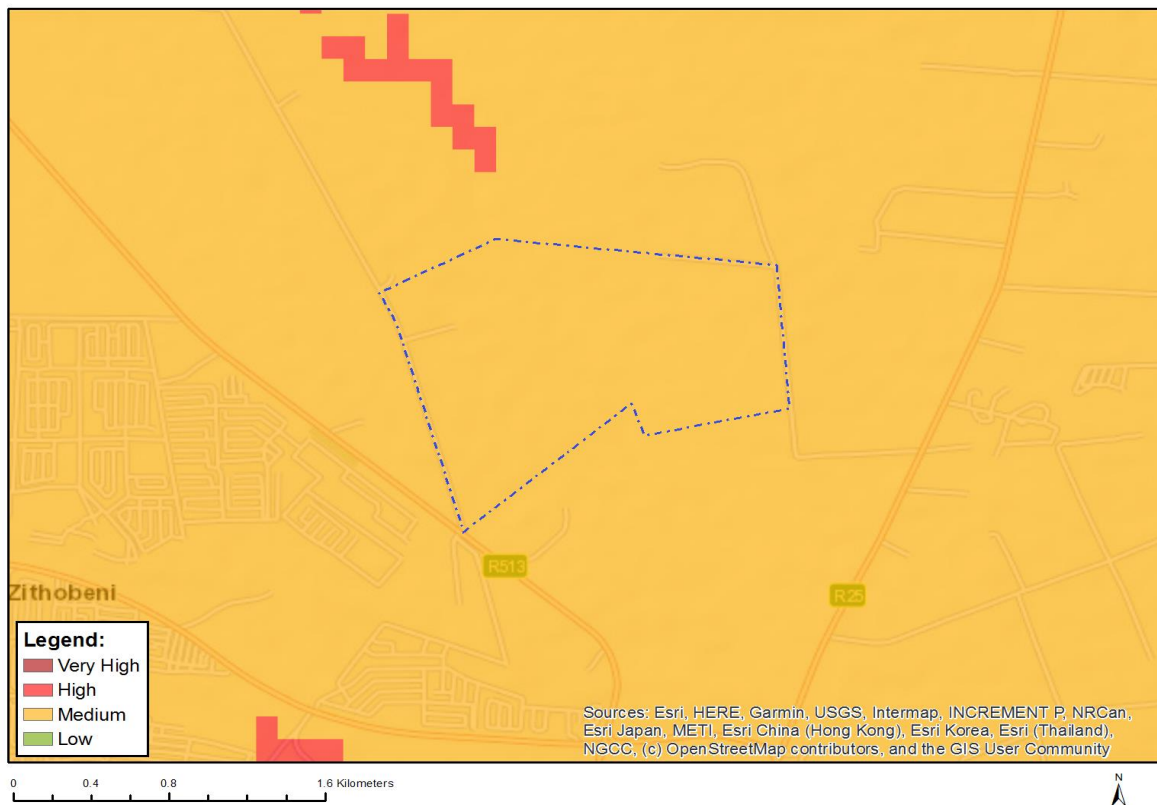 R513
R25
Zithobeni
Legend:
Very High
High
Medium
Low
Sources: Esri, HERE, Garmin, USGS, Intermap, INCREMENT P, NRCan,
Esri Japan, METI, Esri China (Hong Kong), Esri Korea, Esri (Thailand),
NGCC, (c) OpenStreetMap contributors, and the GIS User Community
0 0.4 0.8 1.6 Kilometers
N